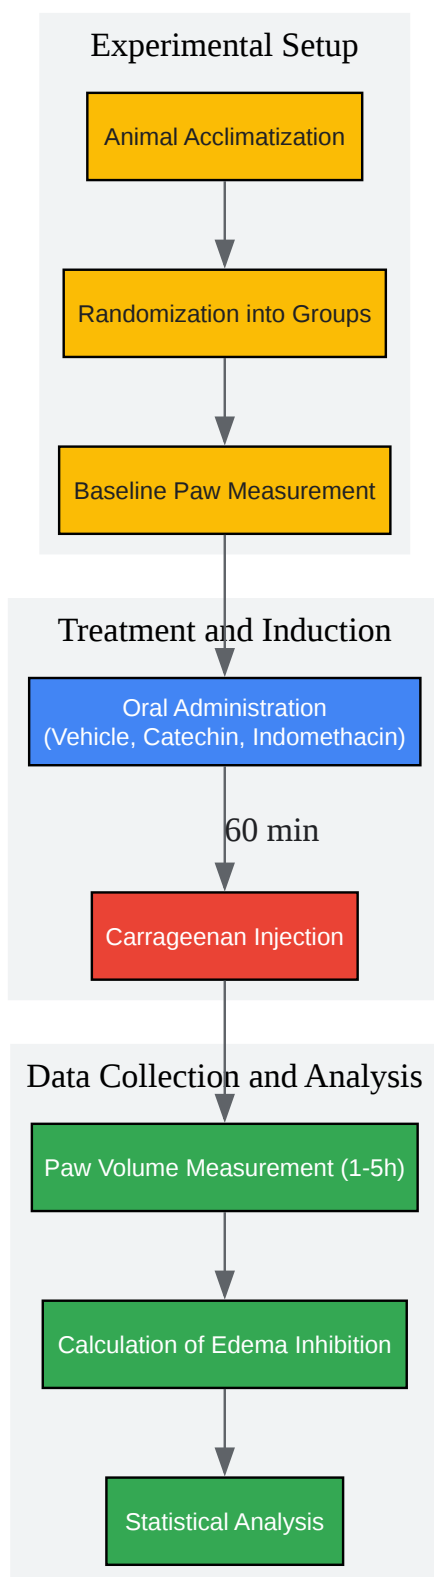 Experimental Setup
Animal Acclimatization
Randomization into Groups
Baseline Paw Measurement
Treatment and Induction
Oral Administration
(Vehicle, Catechin, Indomethacin)
60 min
Carrageenan Injection
Data Collection and Analysis
Paw Volume Measurement (1-5h)
Calculation of Edema Inhibition
Statistical Analysis